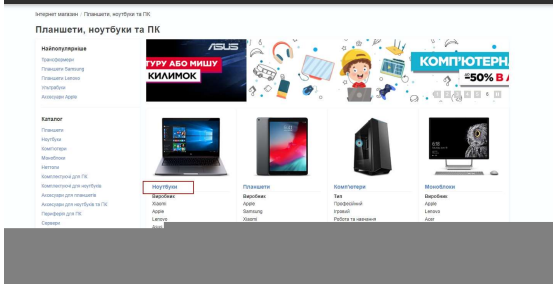 Інтернет магазин / Планшети, ноутбуки та ПК
Планшети, ноутбуки та ПК
Найпопулярніше
Трансформери
Планшети Samsung
Планшети Lenovo
Ультрабуки
Аксесуари Apple
ASUS
ТУРУ АБО МИШУ
КИЛИМОК
КОМП'ЮТЕРН
50% В
Каталог
Планшети
Ноутбуки
Комп'ютери
Моноблоки
Неттопи
Комплектуючі для ПК
Комплектуючі для ноутбуків
Аксесуари для планшетів
Аксесуари для ноутбуків та ПК
Периферія для ПК
Сервери
Ноутбуки
Виробник
Xiaomi
Apple
Lenovo
Планшети
Виробник
Apple
Samsung
Xiaomi
Комп'ютери
Тип
Професійний
Ігровий
Робота та навчання
Моноблоки
Виробник
Apple
Lenovo
Acer